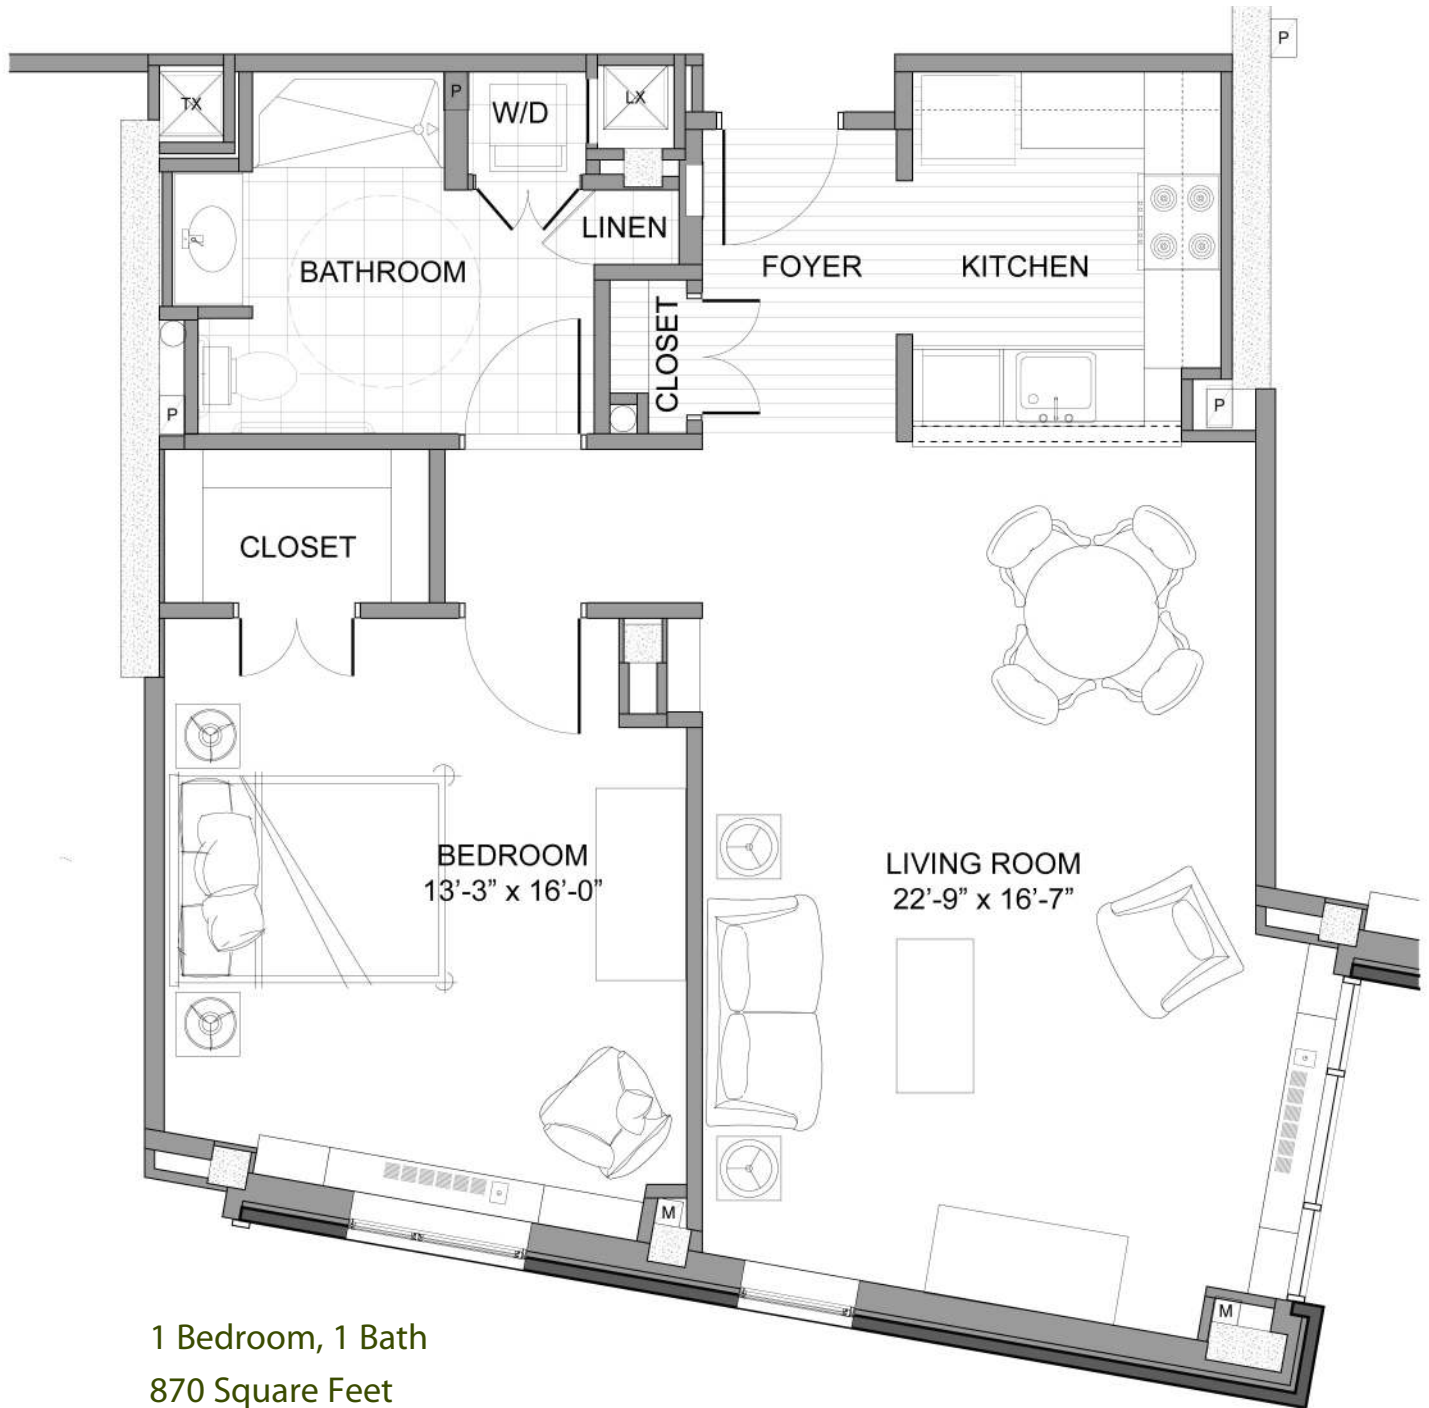 P
TX
P
W/D
LX
LINEN
BATHROOM
FOYER
KITCHEN
CLOSET
P
P
CLOSET
BEDROOM
13'-3” x 16'-0”
LIVING ROOM
22'-9” x 16'-7”
M
M
1 Bedroom, 1 Bath
870 Square Feet